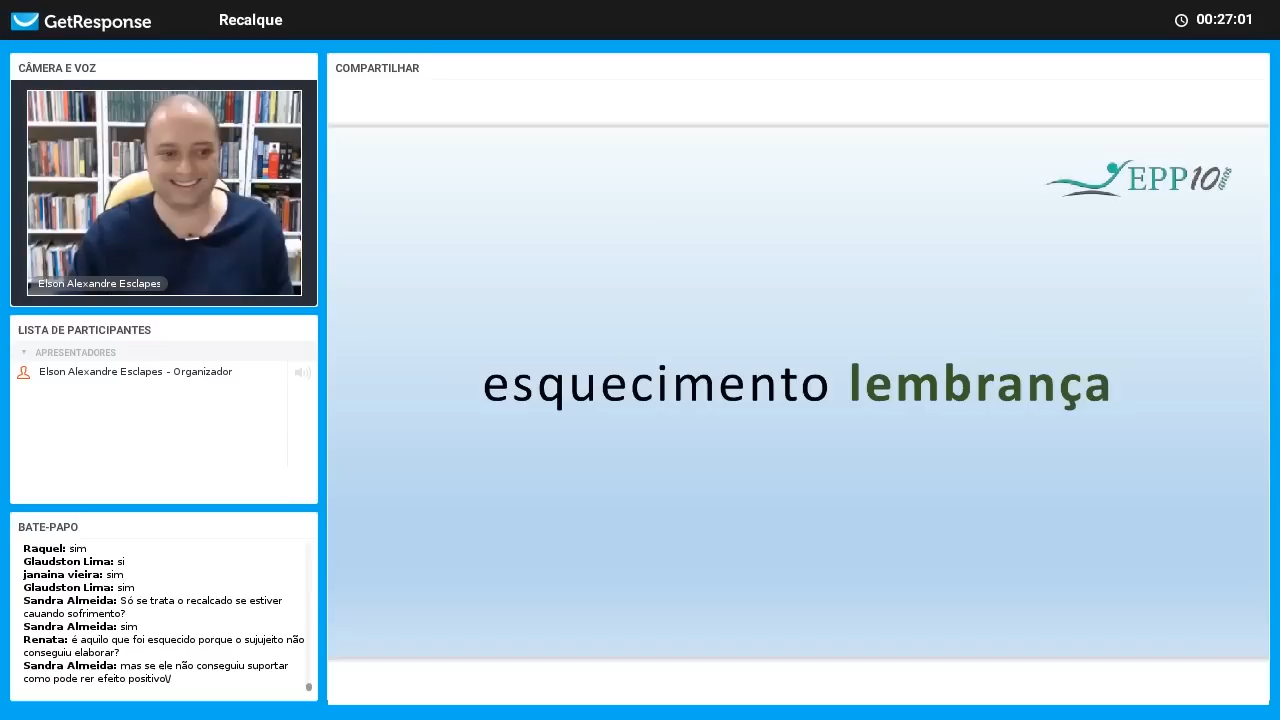 GetResponse
Recalque
00:27:01
CÂMERA E VOZ
Elson Alexandre Esclapes
LISTA DE PARTICIPANTES
APRESENTADORES
Elson Alexandre Esclapes - Organizador
BATE-PAPO
Raquel: sim
Glaudston Lima: si
janaina vieira: sim
Glaudston Lima: sim
Sandra Almeida: Só se trata o recalcado se estiver
cauando sofrimento?
Sandra Almeida: sim
Renata: é aquilo que foi esquecido porque o sujujeito não
conseguiu elaborar?
Sandra Almeida: mas se ele não conseguiu suportar
como pode rer efeito positivo\/
COMPARTILHAR
EPP10 anos
esquecimento lembrança